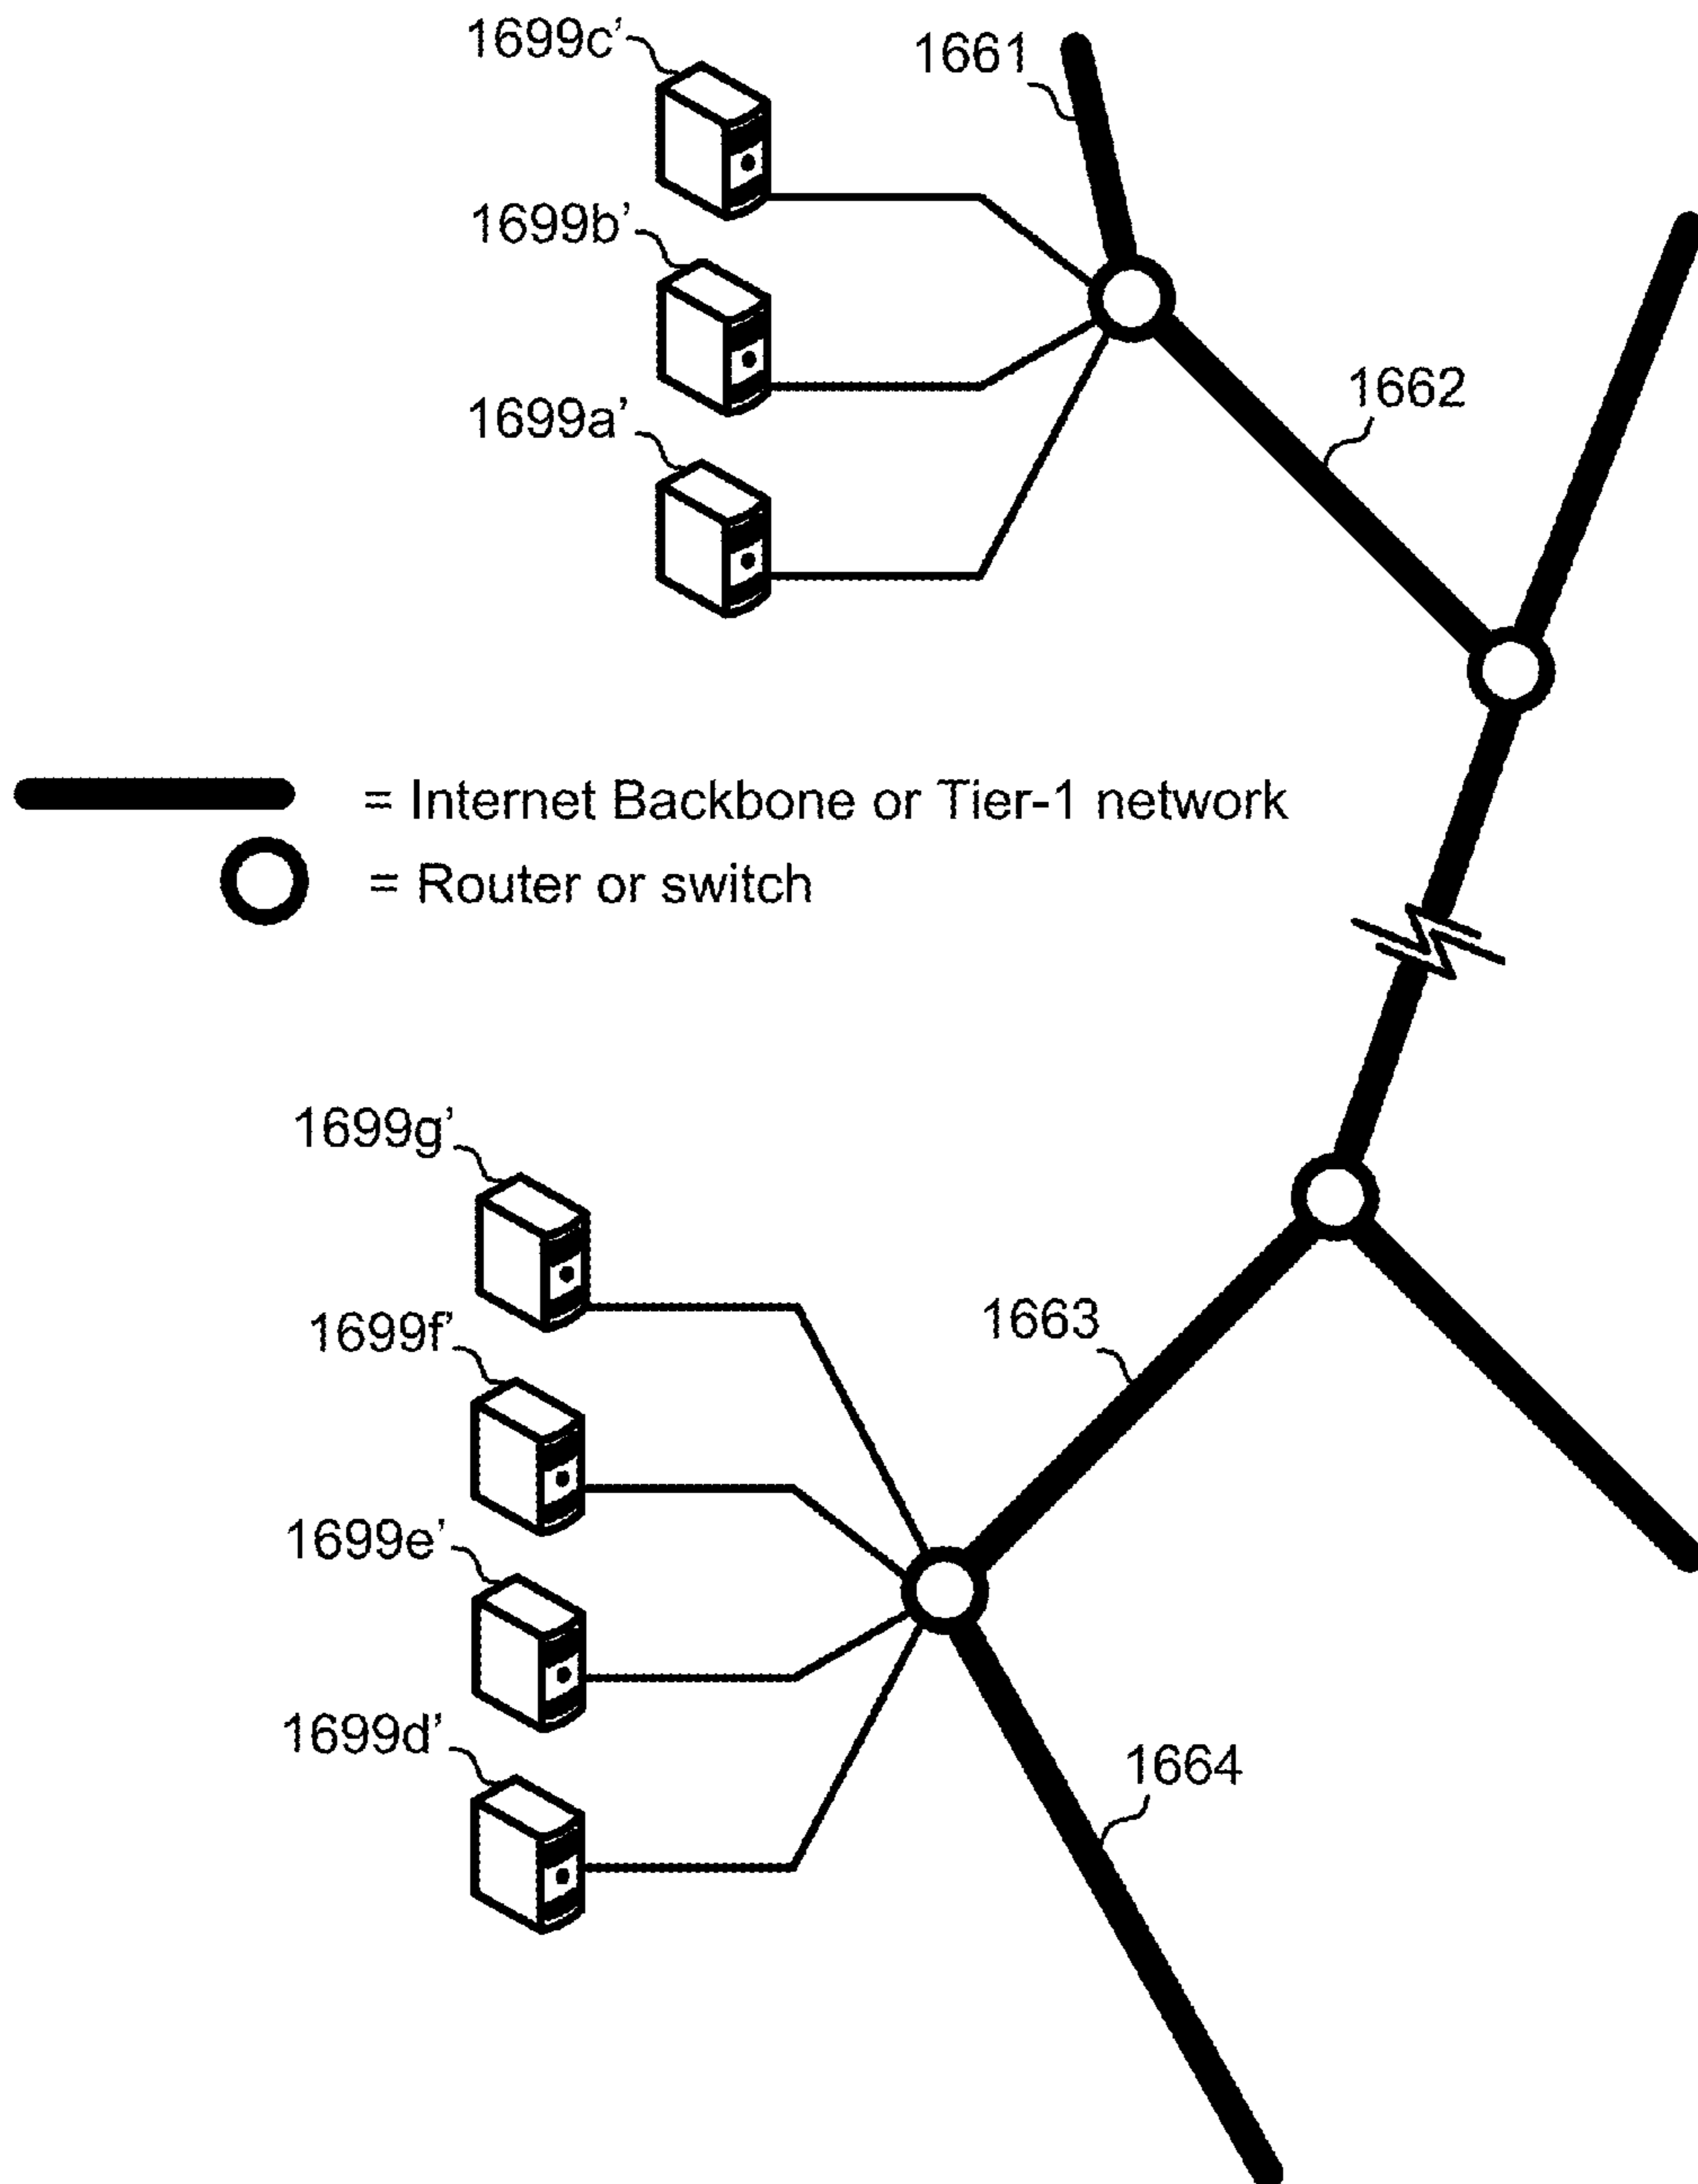 1699c’
1661
1699b’
1662
1699a’
= Internet Backbone or Tier-1 network
= Router or switch
1699g’
1663
1699f’
1699e’
1699d’
1664